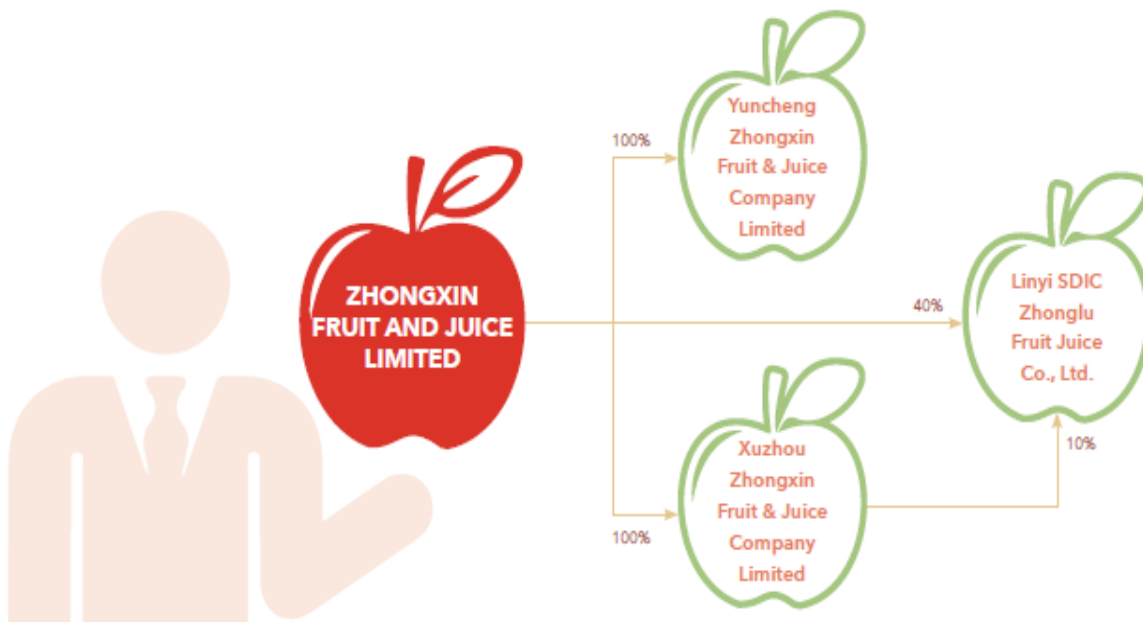 ZHONGXIN
FRUIT AND JUICE
LIMITED
100%
Yuncheng
Zhongxin
Fruit & Juice
Company
Limited
40%
Linyi SDIC
Zhonglu
Fruit Juice
Co., Ltd.
100%
Xuzhou
Zhongxin
Fruit & Juice
Company
Limited
10%